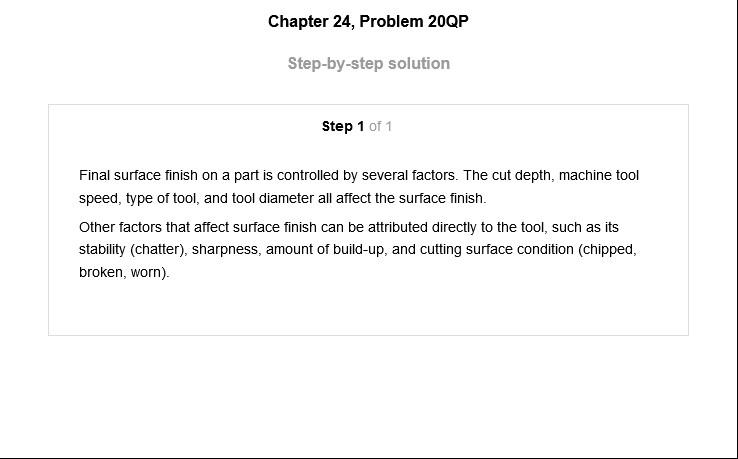 Chapter 24, Problem 20QP
Step-by-step solution
Step 1 of 1
Final surface finish on a part is controlled by several factors. The cut depth, machine tool
speed, type of tool, and tool diameter all affect the surface finish.
Other factors that affect surface finish can be attributed directly to the tool, such as its
stability (chatter), sharpness, amount of build-up, and cutting surface condition (chipped,
broken, worn).